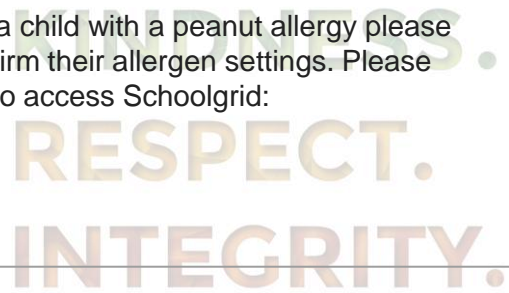 a child with a peanut allergy please
KINDNESS.
irm their allergen settings. Please
o access Schoolgrid:
RESPECT.
INTEGRITY.